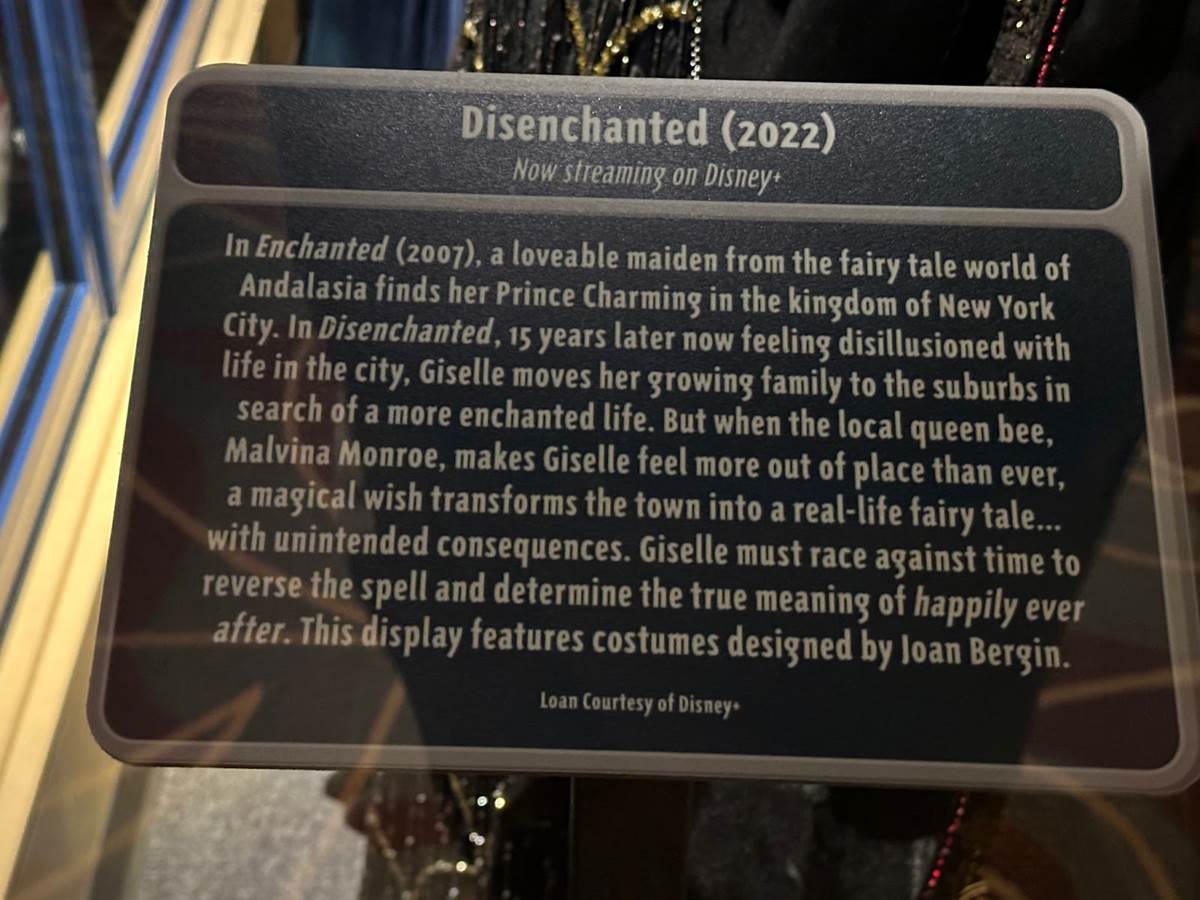 Disenchanted (2022)
Now streaming on Disney+
In Enchanted (2007), a loveable maiden from the fairy tale world of
Andalasia finds her Prince Charming in the kingdom of New York
City. In Disenchanted, 15 years later now feeling disillusioned with
life in the city, Giselle moves her growing family to the suburbs in
search of a more enchanted life. But when the local queen bee,
Malvina Monroe, makes Giselle feel more out of place than ever,
a magical wish transforms the town into a real-life fairy tale...
with unintended consequences. Giselle must race against time to
reverse the spell and determine the true meaning of happily ever
after. This display features costumes designed by Joan Bergin.
Loan Courtesy of Disney+